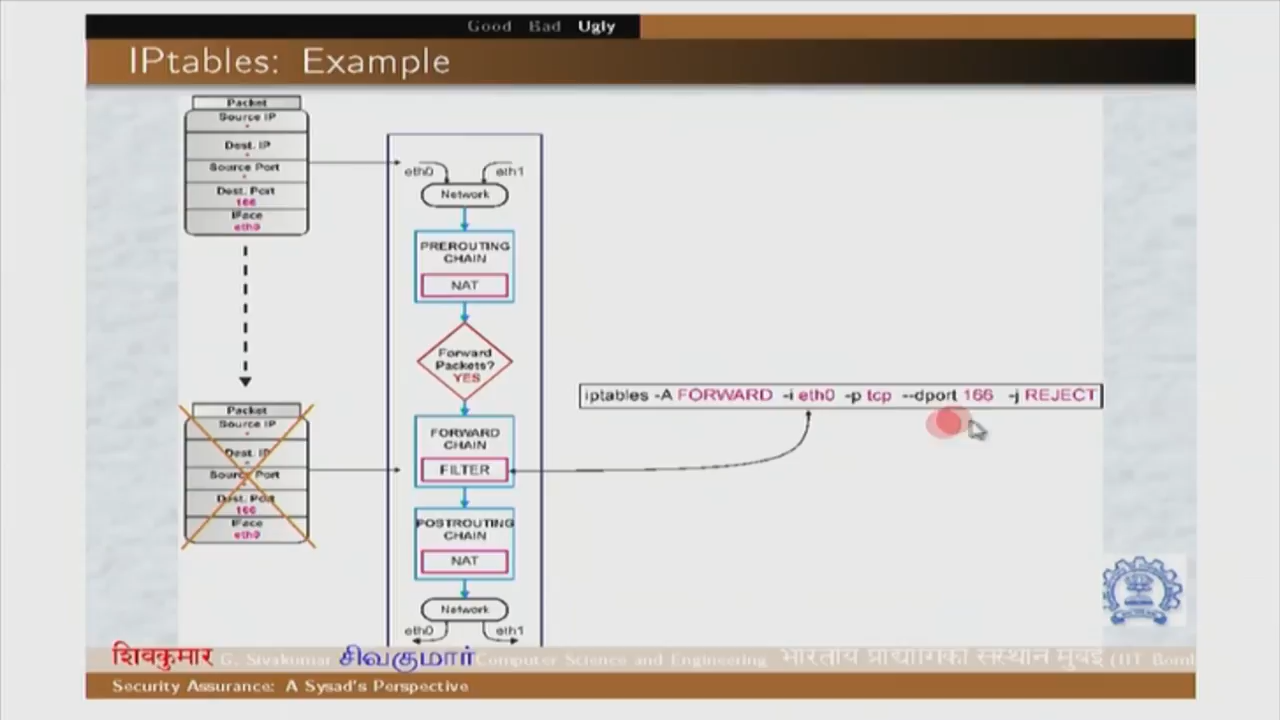 Good Bad Ugly
IPtables: Example
Packet
Source IP
*
Dest. IP
*
Source Port
*
Dest. Port
166
IFace
eth0
eth0 eth1
Network
PREROUTING
CHAIN
NAT
Forward
Packets?
YES
iptables -A FORWARD -i eth0 -p tcp --dport 166 -j REJECT
Packet
Source IP
*
Dest. IP
Source Port
*
Dest. Port
166
IFace
eth0
FORWARD
CHAIN
FILTER
POSTROUTING
CHAIN
NAT
Network
eth0 eth1
शिवकुमार G. Sivakumar சிவகுமார் Computer Science and Engineering भारतीय प्रौद्योगिकी संस्थान मुंबई (IIT Bomb
Security Assurance: A Sysad's Perspective